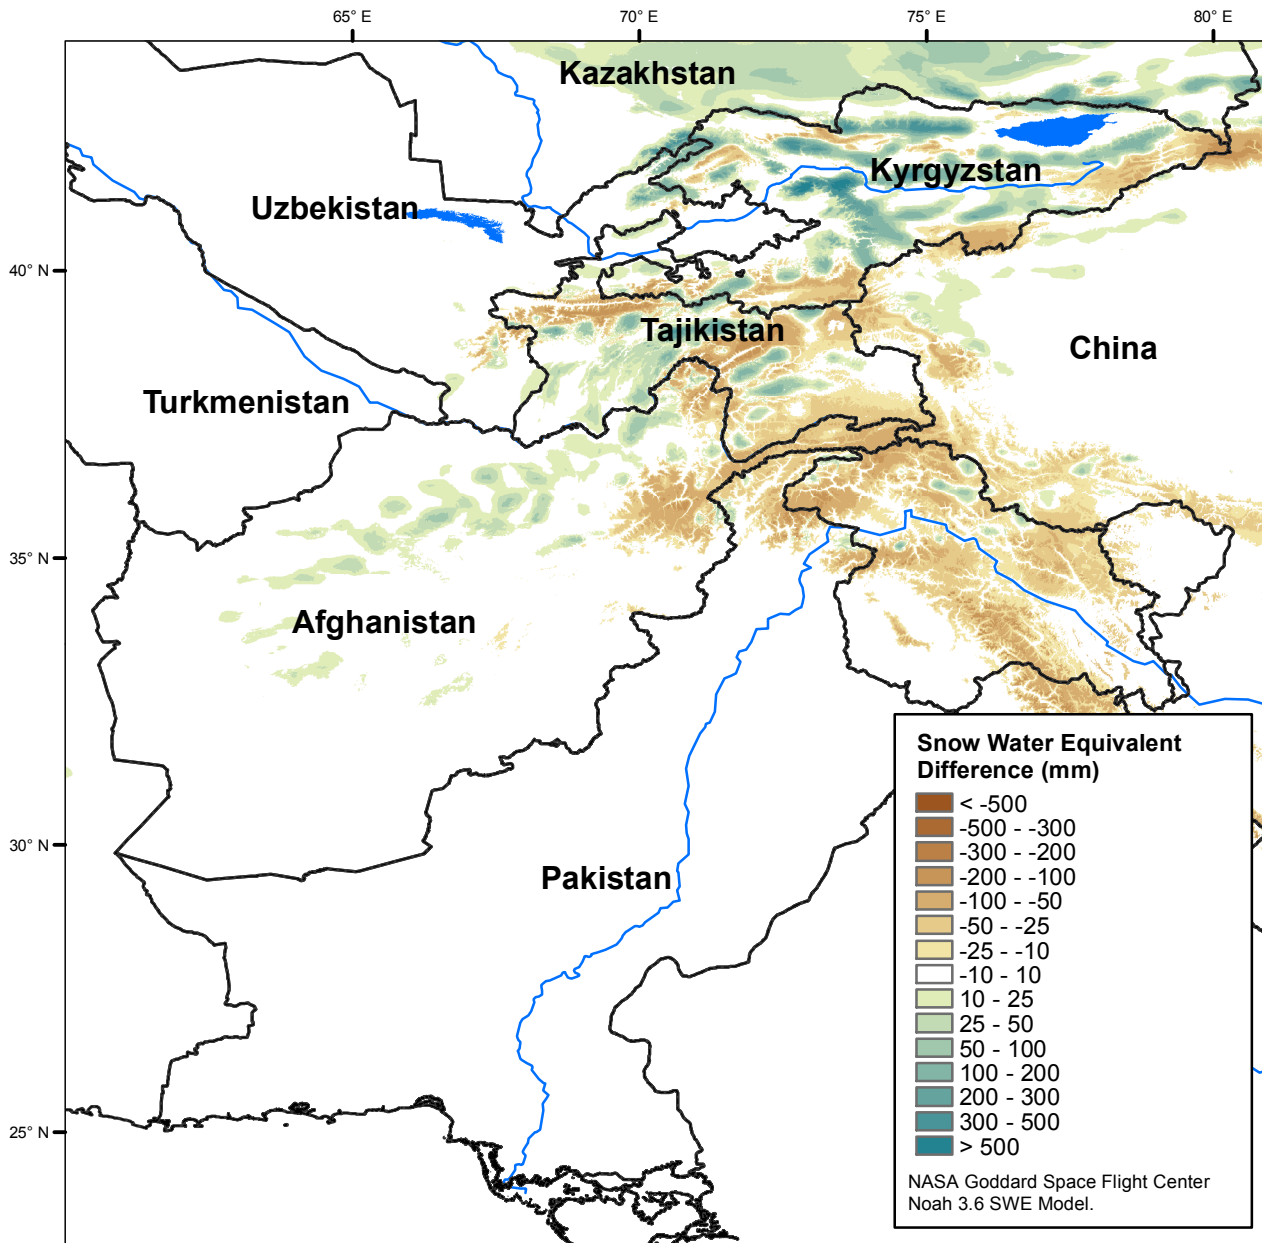 65° E
70° E
75° E
80° E
Kazakhstan
Kyrgyzstan
Uzbekistan
40° N
Tajikistan
China
Turkmenistan
35° N
Afghanistan
Snow Water Equivalent
Difference (mm)
< -500
-500 - -300
-300 - -200
-200 - -100
-100 - -50
-50 - -25
-25 - -10
-10 - 10
10 - 25
25 - 50
50 - 100
100 - 200
200 - 300
300 - 500
> 500
NASA Goddard Space Flight Center
Noah 3.6 SWE Model.
30° N
Pakistan
25° N